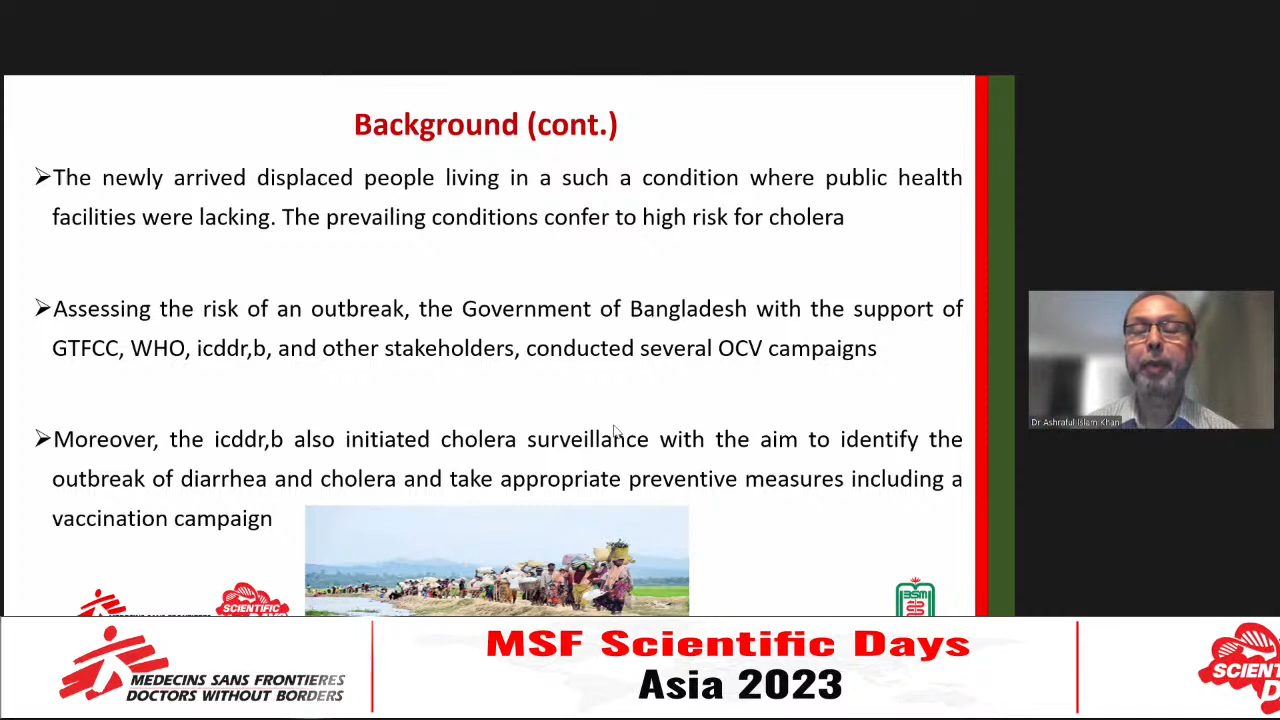 Background (cont.)
➢The newly arrived displaced people living in a such a condition where public health
facilities were lacking. The prevailing conditions confer to high risk for cholera
➢Assessing the risk of an outbreak, the Government of Bangladesh with the support of
GTFCC, WHO, icddr,b, and other stakeholders, conducted several OCV campaigns
➢Moreover, the icddr,b also initiated cholera surveillance with the aim to identify the
outbreak of diarrhea and cholera and take appropriate preventive measures including a
vaccination campaign
Dr Ashraful Islam Khan
SCIENTIFIC
MEDECINS SANS FRONTIERES
DOCTORS WITHOUT BORDERS
MSF Scientific Days
Asia 2023